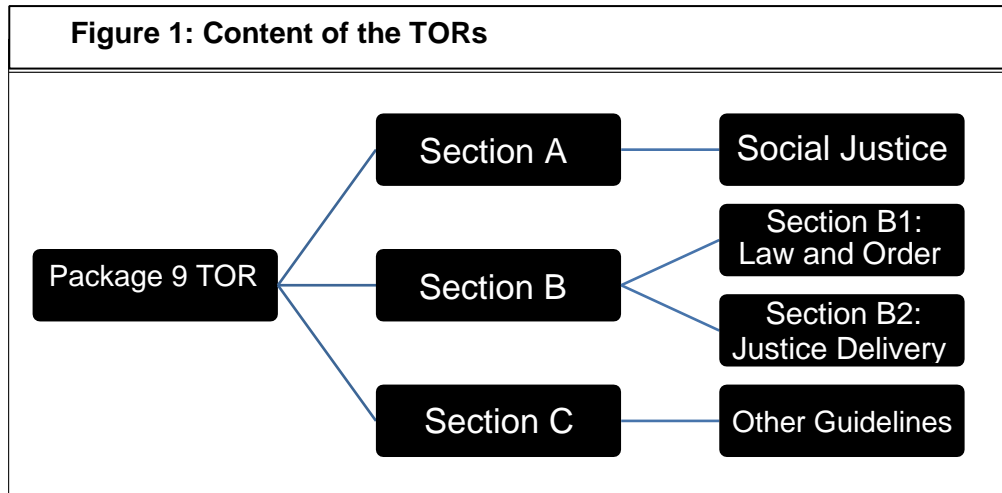 Figure 1: Content of the TORs
Package 9 TOR
Section A
Social Justice
Section B
Section B1:
Law and Order
Section B2:
Justice Delivery
Section C
Other Guidelines